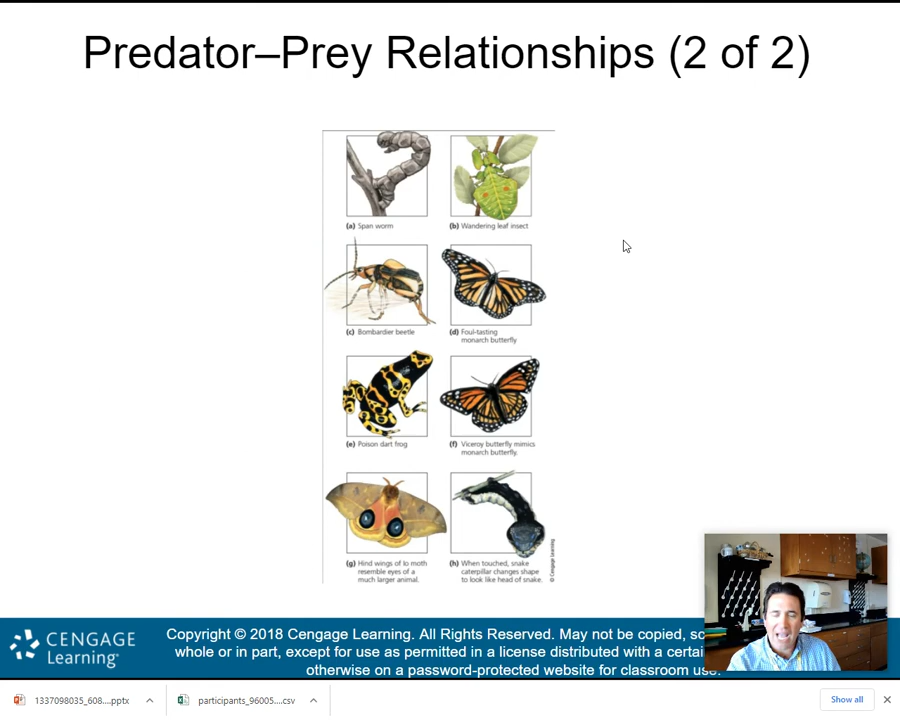 Predator–Prey Relationships (2 of 2)
(a) Span worm
(b) Wandering leaf insect
(c) Bombardier beetle
(d) Foul-tasting
monarch butterfly
(e) Poison dart frog
(f) Viceroy butterfly mimics
monarch butterfly.
(g) Hind wings of Io moth
resemble eyes of a
much larger animal.
(h) When touched, snake
caterpillar changes shape
to look like head of snake.
© Cengage Learning
CENGAGE
Learning®
Copyright © 2018 Cengage Learning. All Rights Reserved. May not be copied, sc
whole or in part, except for use as permitted in a license distributed with a certai
otherwise on a password-protected website for classroom use.
1337098035_608....pptx
participants_96005....csv
Show all